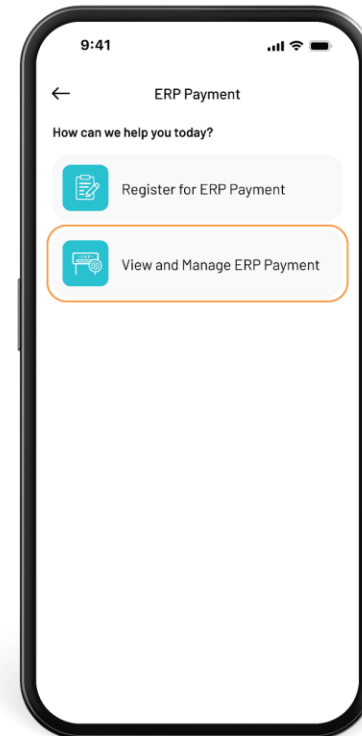 9:41
ERP Payment
How can we help you today?
Register for ERP Payment
View and Manage ERP Payment